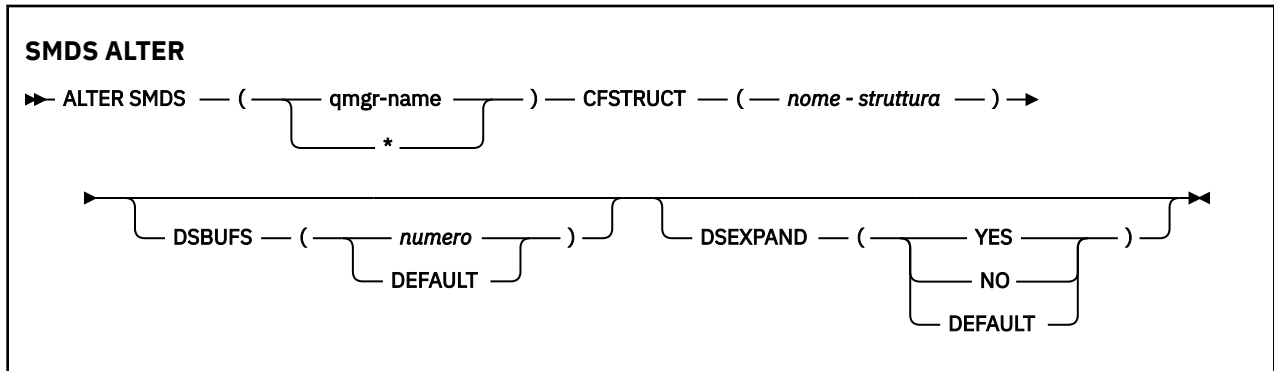 SMDS ALTER
ALTER SMDS ( qmgr-name ) CFSTRUCT ( nome - struttura )
*
DSBUFS ( numero ) DSEXPAND ( YES )
DEFAULT NO
DEFAULT